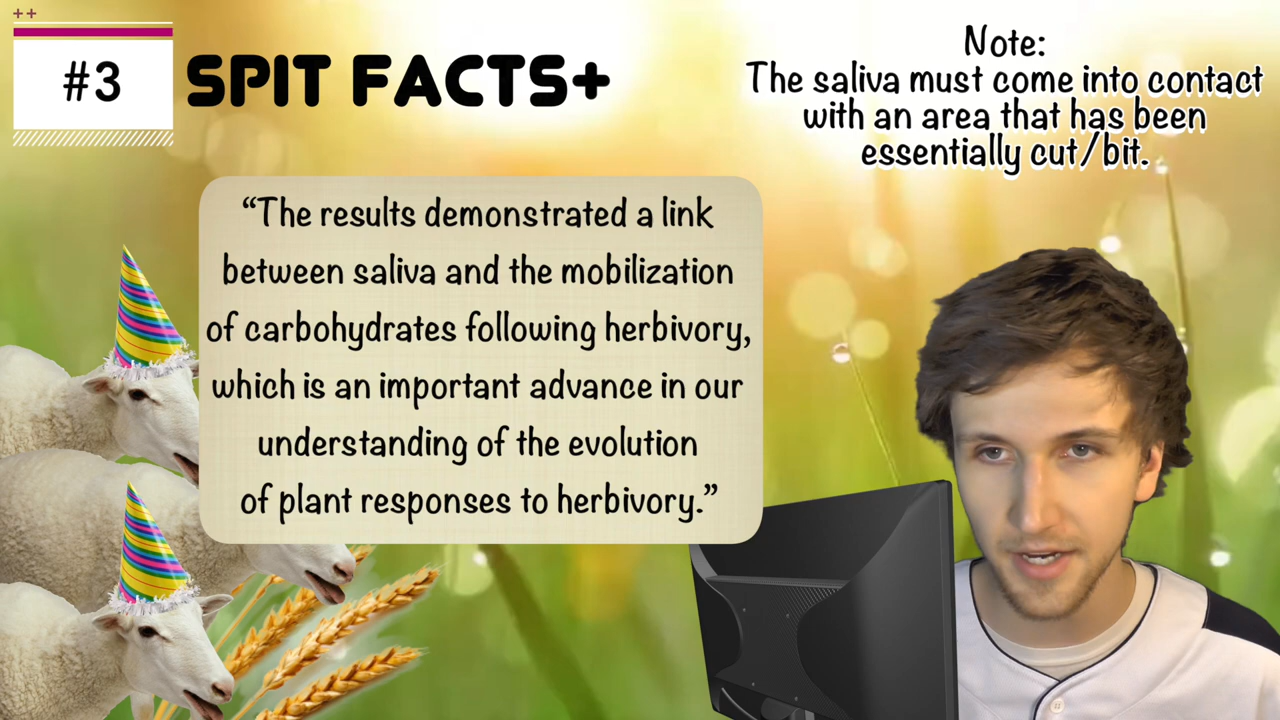 ++
#3
SPIT FACTS+
Note:
The saliva must come into contact
with an area that has been
essentially cut/bit.
“The results demonstrated a link
between saliva and the mobilization
of carbohydrates following herbivory,
which is an important advance in our
understanding of the evolution
of plant responses to herbivory.”